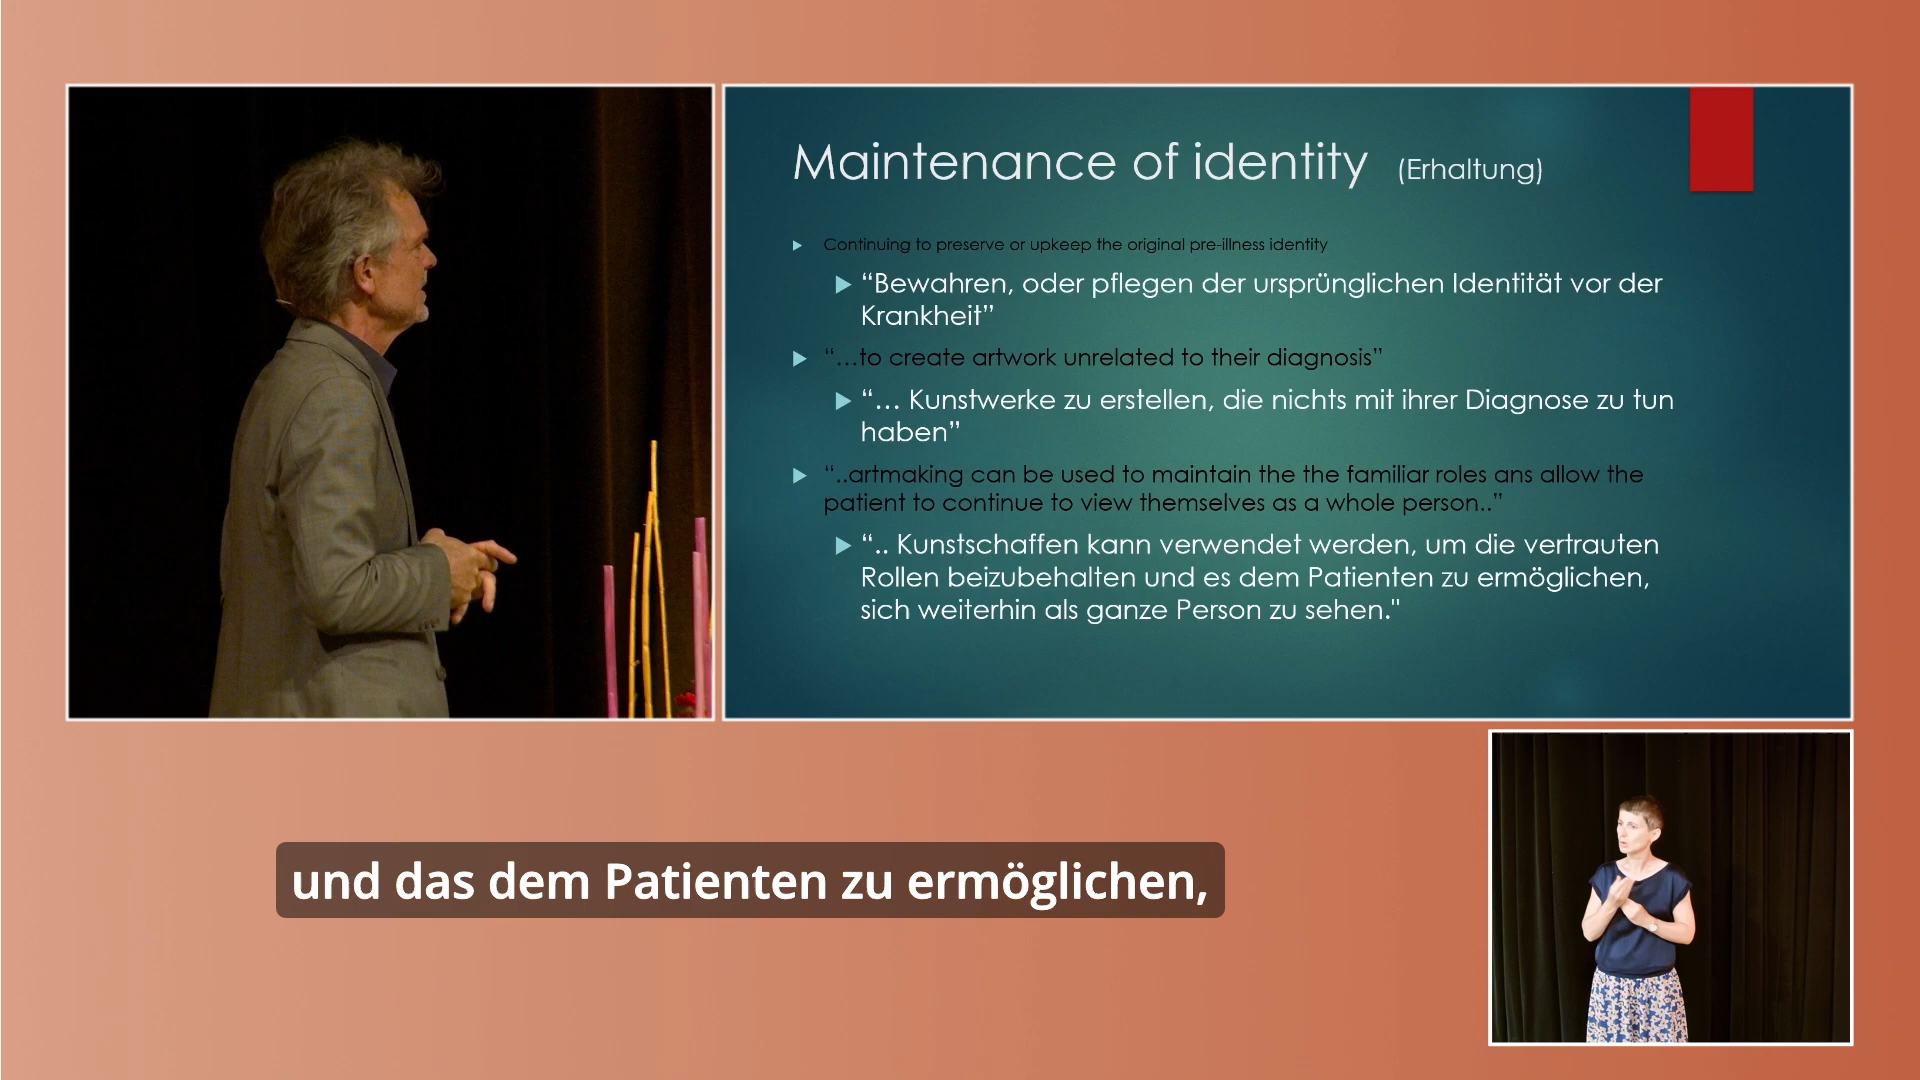 Maintenance of identity (Erhaltung)
Continuing to preserve or upkeep the original pre-illness identity
“Bewahren, oder pflegen der ursprünglichen Identität vor der
Krankheit”
“…to create artwork unrelated to their diagnosis”
“… Kunstwerke zu erstellen, die nichts mit ihrer Diagnose zu tun
haben”
“..artmaking can be used to maintain the the familiar roles ans allow the
patient to continue to view themselves as a whole person..”
“.. Kunstschaffen kann verwendet werden, um die vertrauten
Rollen beizubehalten und es dem Patienten zu ermöglichen,
sich weiterhin als ganze Person zu sehen."
und das dem Patienten zu ermöglichen,